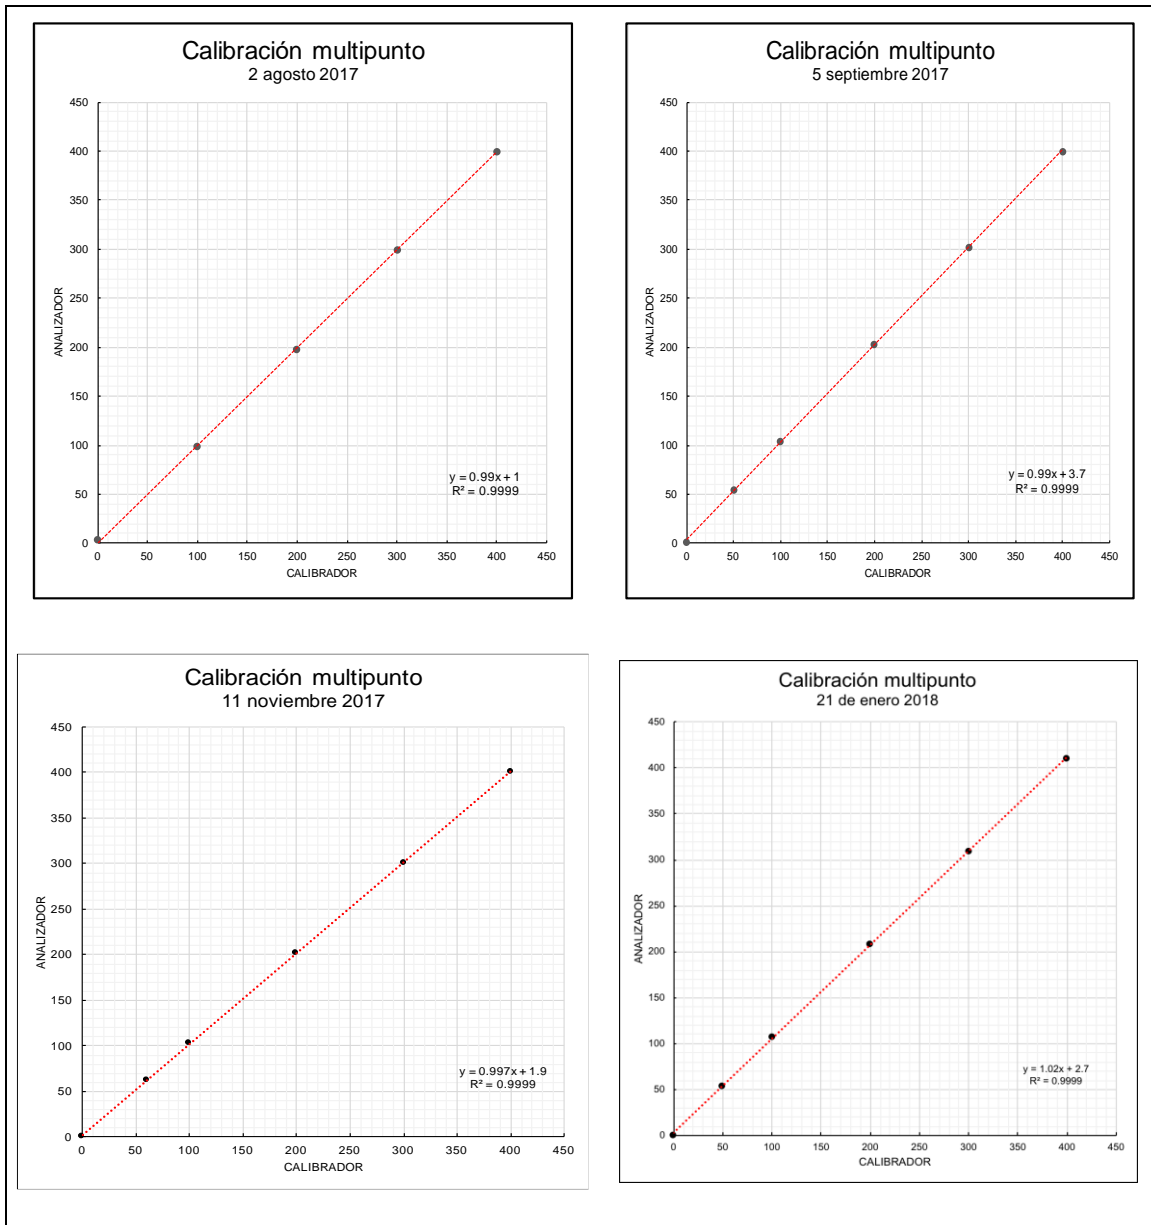 Calibración multipunto
2 agosto 2017
450
400
350
300
250
200
150
100
50
0
ANALIZADOR
y = 0.99x + 1
R² = 0.9999
0 50 100 150 200 250 300 350 400 450
CALIBRADOR
Calibración multipunto
5 septiembre 2017
450
400
350
300
250
200
150
100
50
0
ANALIZADOR
y = 0.99x + 3.7
R² = 0.9999
0 50 100 150 200 250 300 350 400 450
CALIBRADOR
Calibración multipunto
11 noviembre 2017
450
400
350
300
250
200
150
100
50
0
ANALIZADOR
y = 0.997x + 1.9
R² = 0.9999
0 50 100 150 200 250 300 350 400 450
CALIBRADOR
Calibración multipunto
21 de enero 2018
450
400
350
300
250
200
150
100
50
0
ANALIZADOR
y = 1.02x + 2.7
R² = 0.9999
0 50 100 150 200 250 300 350 400 450
CALIBRADOR